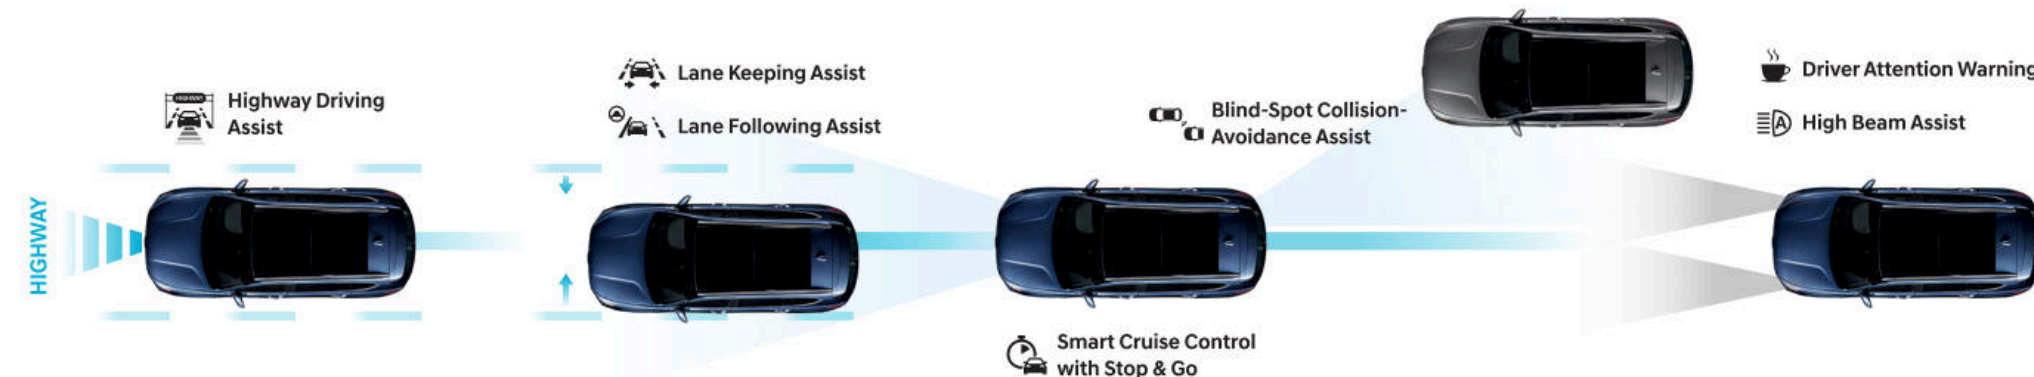 HIGHWAY
HIGHWAY
Highway Driving
Assist
Lane Keeping Assist
Lane Following Assist
Smart Cruise Control
with Stop & Go
Blind-Spot Collision-
Avoidance Assist
Driver Attention Warning
A
High Beam Assist